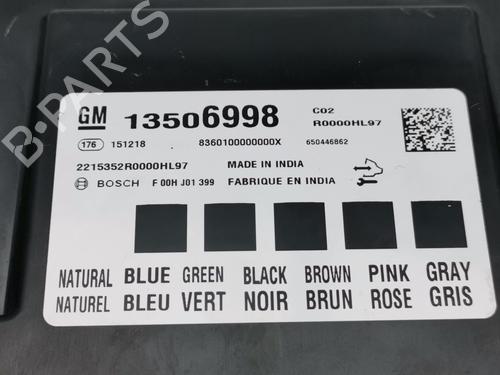 GM 13506998 C02
R0000HL97
176 151218 8360100000000X 650446862
2215352R0000HL97 MADE IN INDIA
BOSCH F 00H J01 399 FABRIQUE EN INDIA
NATURAL BLUE GREEN BLACK BROWN PINK GRAY
NATUREL BLEU VERT NOIR BRUN ROSE GRIS
B-PARTS